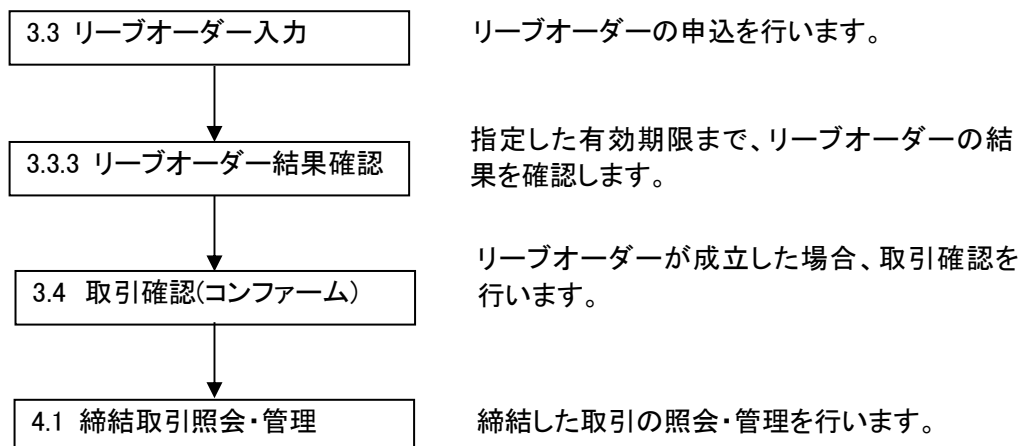 3.3 リーブオーダー入力
リーブオーダーの申込を行います。
3.3.3 リーブオーダー結果確認
指定した有効期限まで、リーブオーダーの結
果を確認します。
3.4 取引確認(コンファーム)
リーブオーダーが成立した場合、取引確認を
行います。
4.1 締結取引照会・管理
締結した取引の照会・管理を行います。